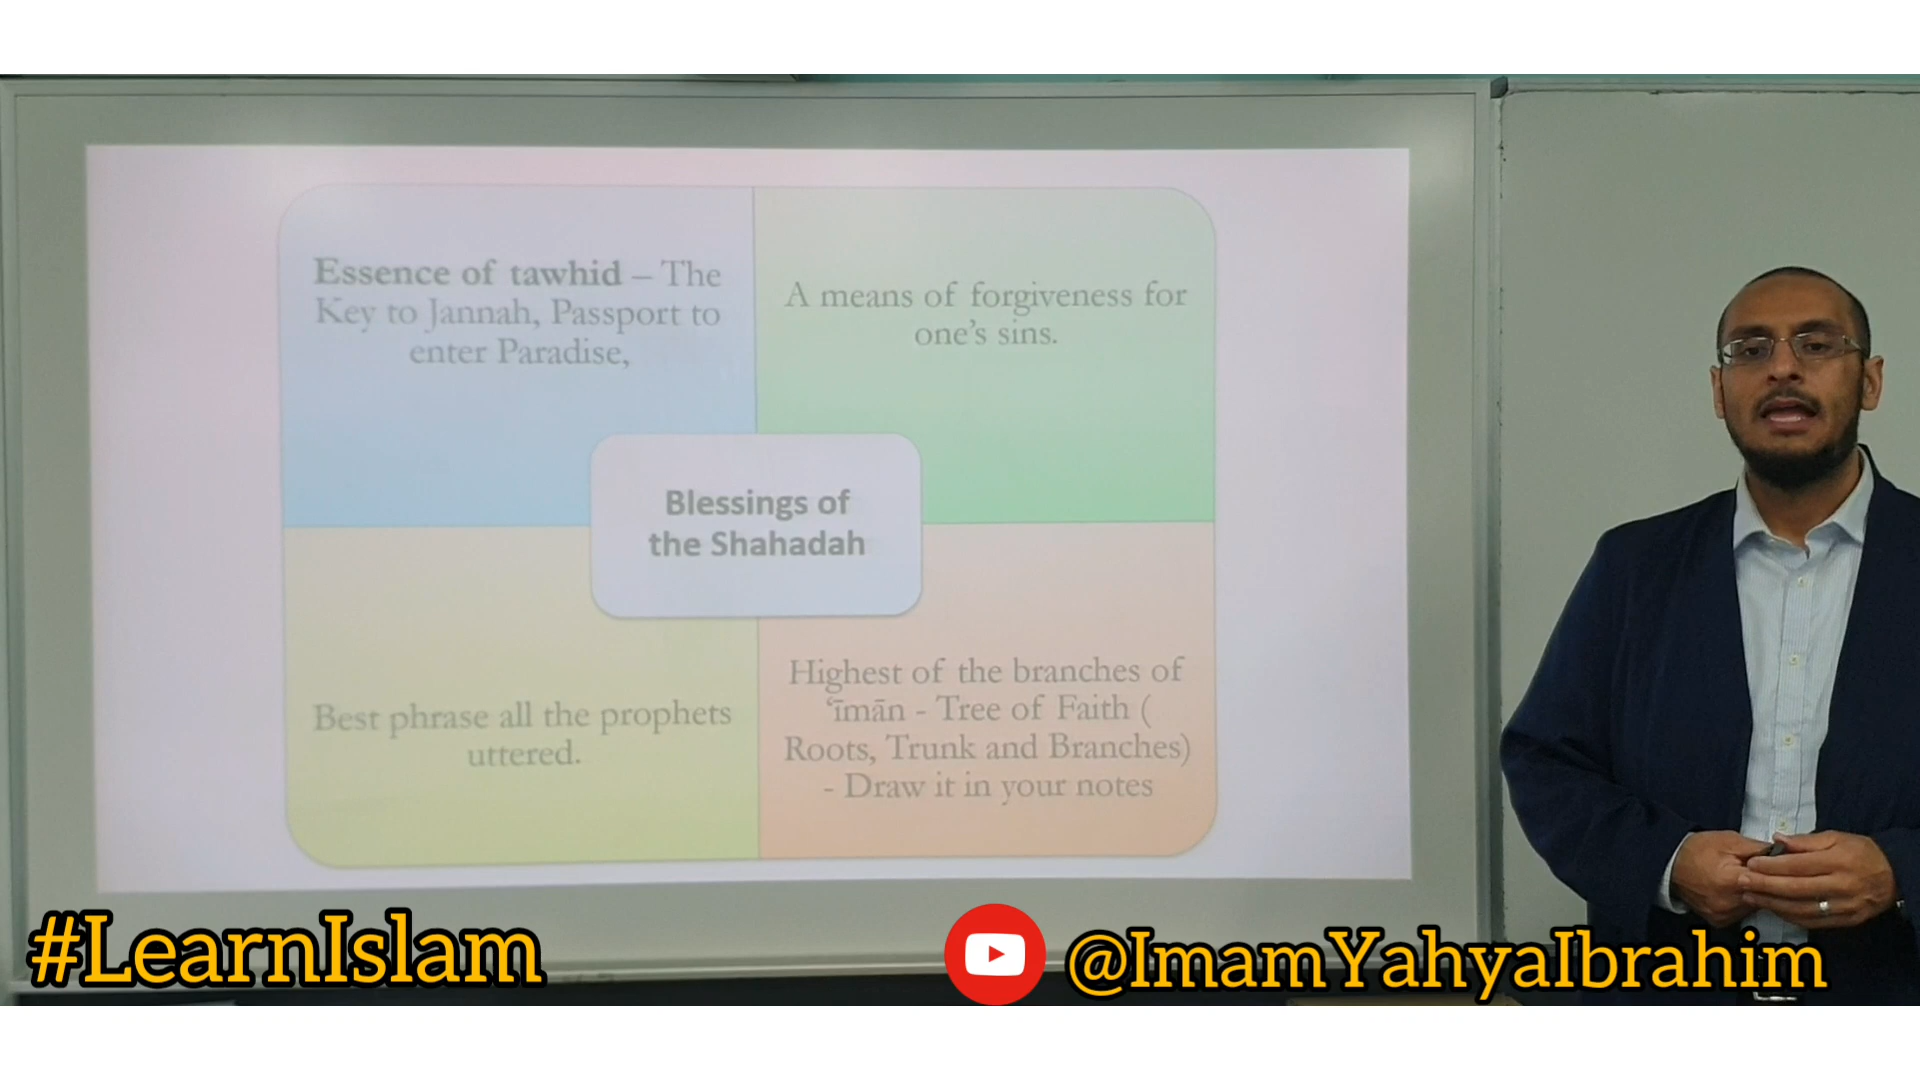 Essence of tawhid – The
Key to Jannah, Passport to
enter Paradise,
A means of forgiveness for
one's sins.
Blessings of
the Shahadah
Best phrase all the prophets
uttered.
Highest of the branches of
‘īmān - Tree of Faith (
Roots, Trunk and Branches)
- Draw it in your notes
#LearnIslam
@ImamYahyaIbrahim